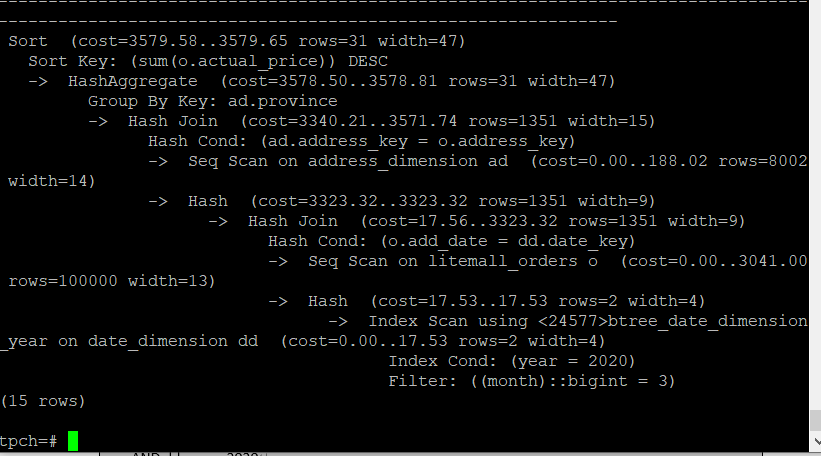 --------------------------------------------------------------------------------
--------------------------------------------------------------
 Sort  (cost=3579.58..3579.65 rows=31 width=47)
   Sort Key: (sum(o.actual_price)) DESC
   ->  HashAggregate  (cost=3578.50..3578.81 rows=31 width=47)
         Group By Key: ad.province
         ->  Hash Join  (cost=3340.21..3571.74 rows=1351 width=15)
               Hash Cond: (ad.address_key = o.address_key)
               ->  Seq Scan on address_dimension ad  (cost=0.00..188.02 rows=8002
 width=14)
               ->  Hash  (cost=3323.32..3323.32 rows=1351 width=9)
                     ->  Hash Join  (cost=17.56..3323.32 rows=1351 width=9)
                           Hash Cond: (o.add_date = dd.date_key)
                           ->  Seq Scan on litemall_orders o  (cost=0.00..3041.00
 rows=100000 width=13)
                           ->  Hash  (cost=17.53..17.53 rows=2 width=4)
                                 ->  Index Scan using <24577>btree_date_dimension
_year on date_dimension dd  (cost=0.00..17.53 rows=2 width=4)
                                       Index Cond: (year = 2020)
                                       Filter: ((month)::bigint = 3)
(15 rows)
tpch=#